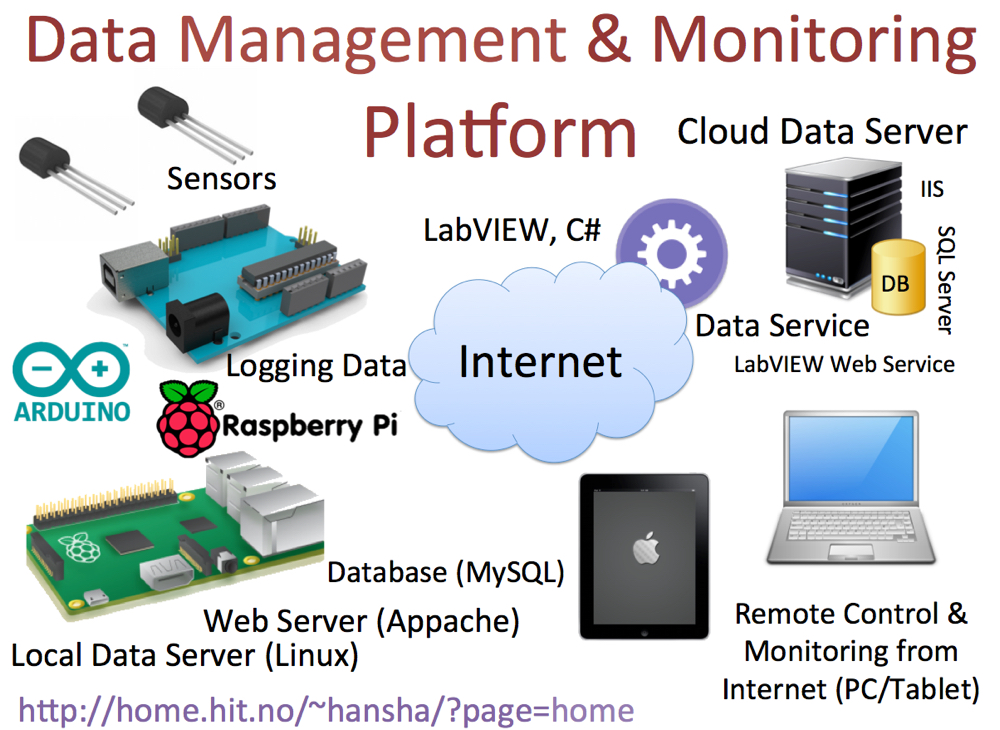 Data Management & Monitoring
Platform
Cloud Data Server
Sensors
IIS
LabVIEW, C#
SQL Server
DB
Data Service
LabVIEW Web Service
Internet
Logging Data
ARDUINO
™
Raspberry Pi
®
Database (MySQL)
Web Server (Appache)
Local Data Server (Linux)
Remote Control &
Monitoring from
Internet (PC/Tablet)
http://home.hit.no/~hansha/?page=home